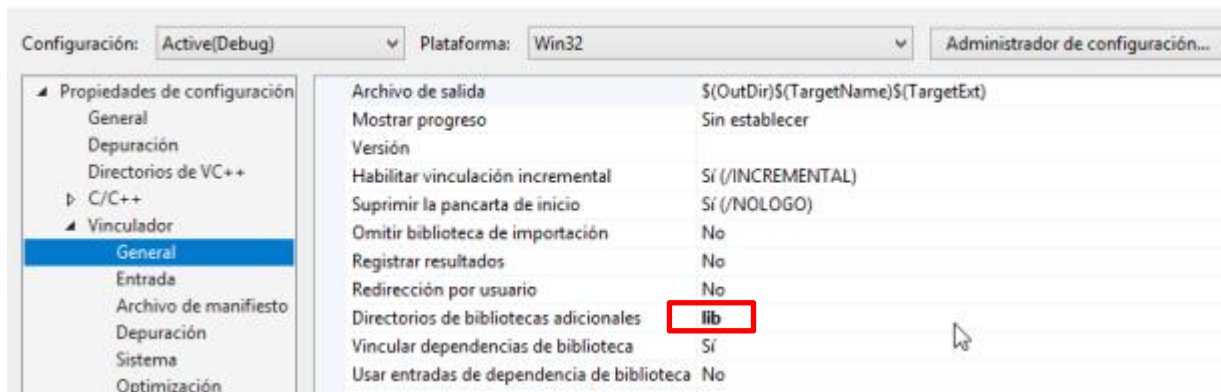 Configuración: Active(Debug) Plataforma: Win32 Administrador de configuración...
Propiedades de configuración
General
Depuración
Directorios de VC++
C/C++
Vinculador
General
Entrada
Archivo de manifiesto
Depuración
Sistema
Optimización
Archivo de salida $(OutDir)$(TargetName)$(TargetExt)
Mostrar progreso Sin establecer
Versión
Habilitar vinculación incremental Sí (/INCREMENTAL)
Suprimir la pancarta de inicio Sí (/NOLOGO)
Omitir biblioteca de importación No
Registrar resultados No
Redirección por usuario No
Directorios de bibliotecas adicionales lib
Vincular dependencias de biblioteca Sí
Usar entradas de dependencia de biblioteca No